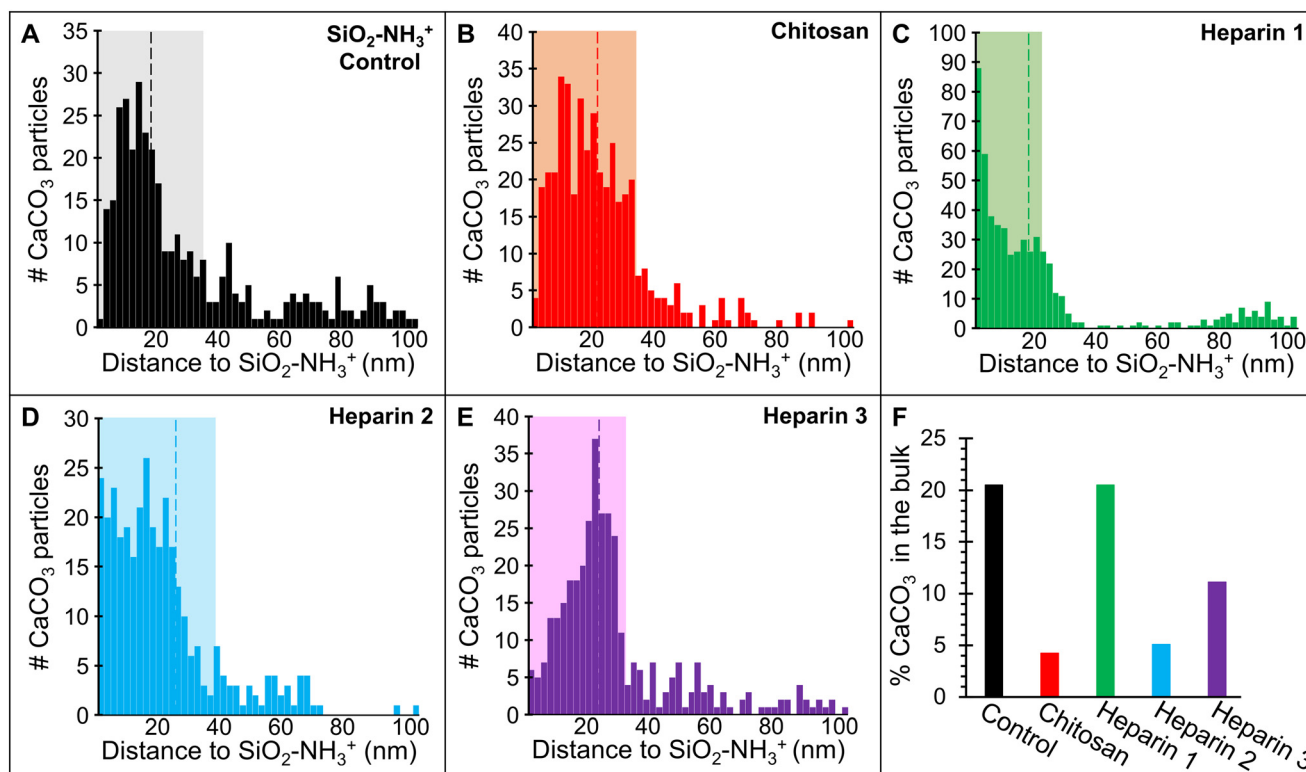 A
SiO₂-NH₃⁺
Control
# CaCO₃ particles
35
30
25
20
15
10
5
0
20 40 60 80 100
Distance to SiO₂-NH₃⁺ (nm)
B
Chitosan
# CaCO₃ particles
40
35
30
25
20
15
10
5
0
20 40 60 80 100
Distance to SiO₂-NH₃⁺ (nm)
C
Heparin 1
# CaCO₃ particles
100
90
80
70
60
50
40
30
20
10
0
20 40 60 80 100
Distance to SiO₂-NH₃⁺ (nm)
D
Heparin 2
# CaCO₃ particles
30
25
20
15
10
5
0
20 40 60 80 100
Distance to SiO₂-NH₃⁺ (nm)
E
Heparin 3
# CaCO₃ particles
40
35
30
25
20
15
10
5
0
20 40 60 80 100
Distance to SiO₂-NH₃⁺ (nm)
F
% CaCO₃ in the bulk
25
20
15
10
5
0
Control
Chitosan
Heparin 1
Heparin 2
Heparin 3